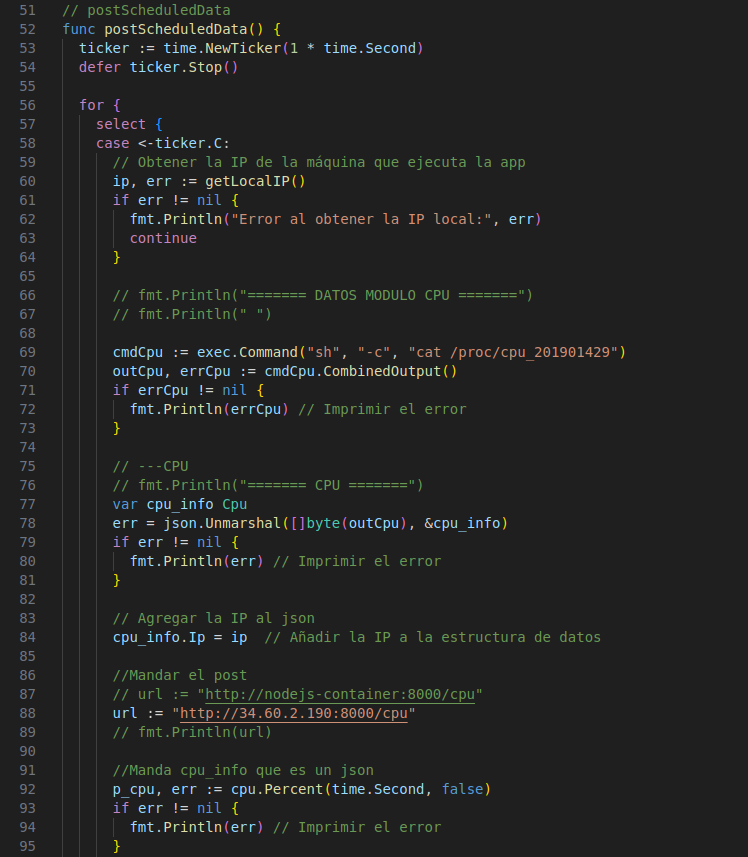 51 // postScheduledData
52 func postScheduledData() {
53 ticker := time.NewTicker(1 * time.Second)
54 defer ticker.Stop()
55
56 for {
57 select {
58 case <-ticker.C:
59 // Obtener la IP de la máquina que ejecuta la app
60 ip, err := getLocalIP()
61 if err != nil {
62 fmt.Println("Error al obtener la IP local:", err)
63 continue
64 }
65
66 // fmt.Println("======= DATOS MODULO CPU =======")
67 // fmt.Println(" ")
68
69 cmdCpu := exec.Command("sh", "-c", "cat /proc/cpu_201901429")
70 outCpu, errCpu := cmdCpu.CombinedOutput()
71 if errCpu != nil {
72 fmt.Println(errCpu) // Imprimir el error
73 }
74
75 // ---CPU
76 // fmt.Println("======= CPU =======")
77 var cpu_info Cpu
78 err = json.Unmarshal([]byte(outCpu), &cpu_info)
79 if err != nil {
80 fmt.Println(err) // Imprimir el error
81 }
82
83 // Agregar la IP al json
84 cpu_info.Ip = ip // Añadir la IP a la estructura de datos
85
86 //Mandar el post
87 // url := "http://nodejs-container:8000/cpu"
88 url := "http://34.60.2.190:8000/cpu"
89 // fmt.Println(url)
90
91 //Manda cpu_info que es un json
92 p_cpu, err := cpu.Percent(time.Second, false)
93 if err != nil {
94 fmt.Println(err) // Imprimir el error
95 }